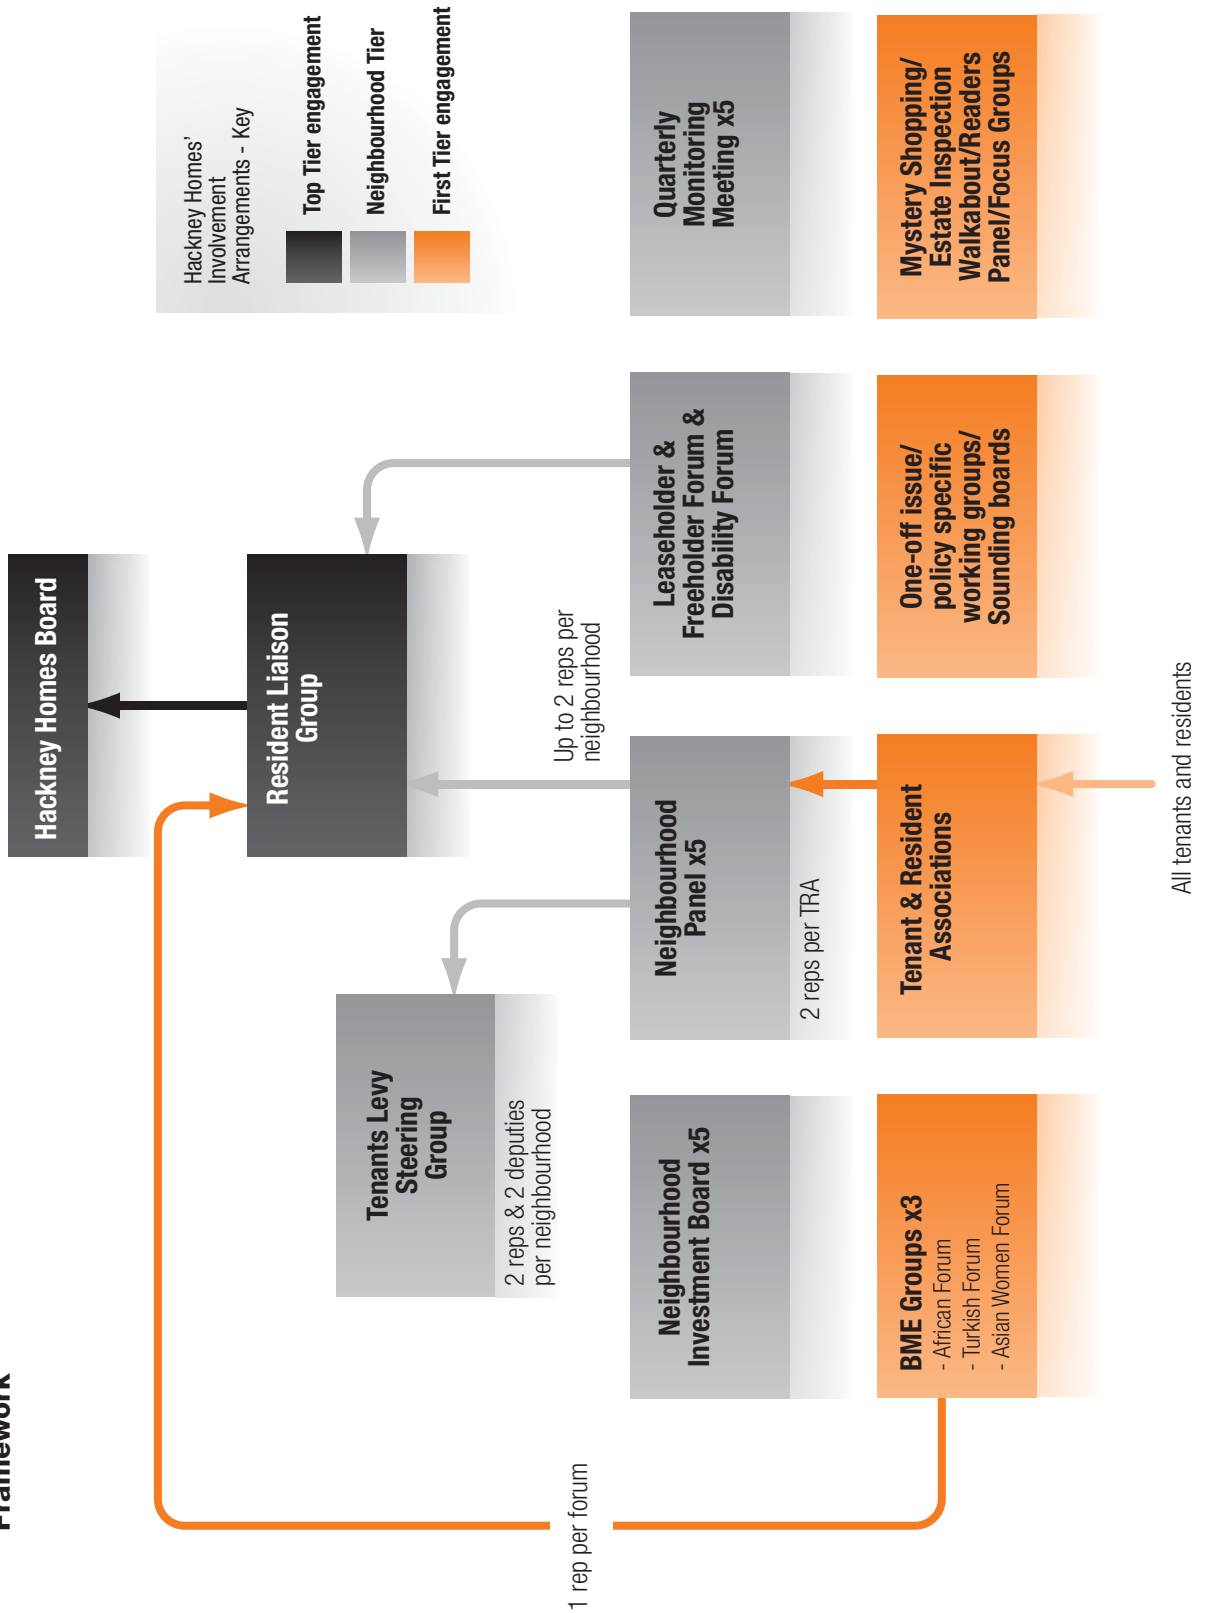 Framework
Hackney Homes Board
Resident Liaison
Group
Hackney Homes'
Involvement
Arrangements - Key
Top Tier engagement
Neighbourhood Tier
First Tier engagement
Tenants Levy
Steering
Group
2 reps & 2 deputies
per neighbourhood
Up to 2 reps per
neighbourhood
1 rep per forum
Neighbourhood
Investment Board x5
Neighbourhood
Panel x5
2 reps per TRA
Leaseholder &
Freeholder Forum &
Disability Forum
Quarterly
Monitoring
Meeting x5
BME Groups x3
- African Forum
- Turkish Forum
- Asian Women Forum
Tenant & Resident
Associations
One-off issue/
policy specific
working groups/
Sounding boards
Mystery Shopping/
Estate Inspection
Walkabout/Readers
Panel/Focus Groups
All tenants and residents